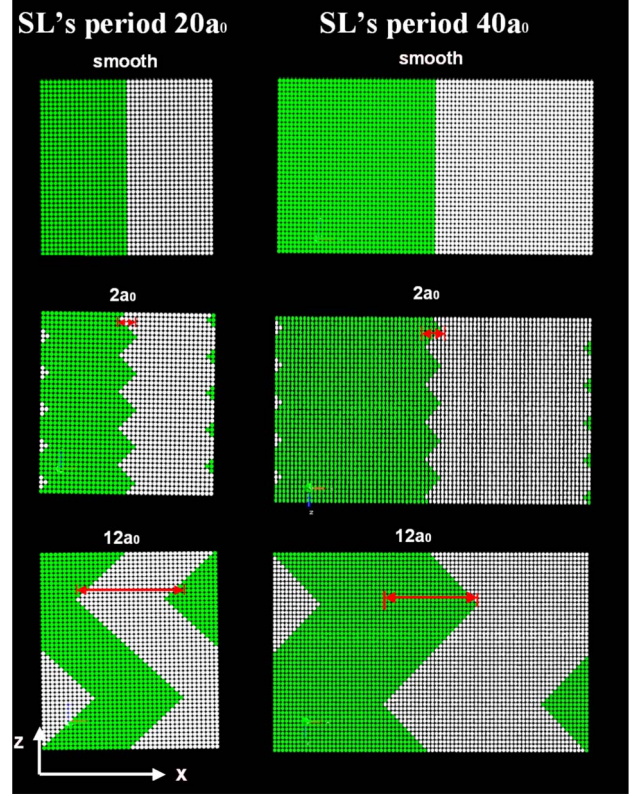 SL's period 20a₀ SL's period 40a₀
smooth smooth
2a₀ 2a₀
z
12a₀ 12a₀
Z
X